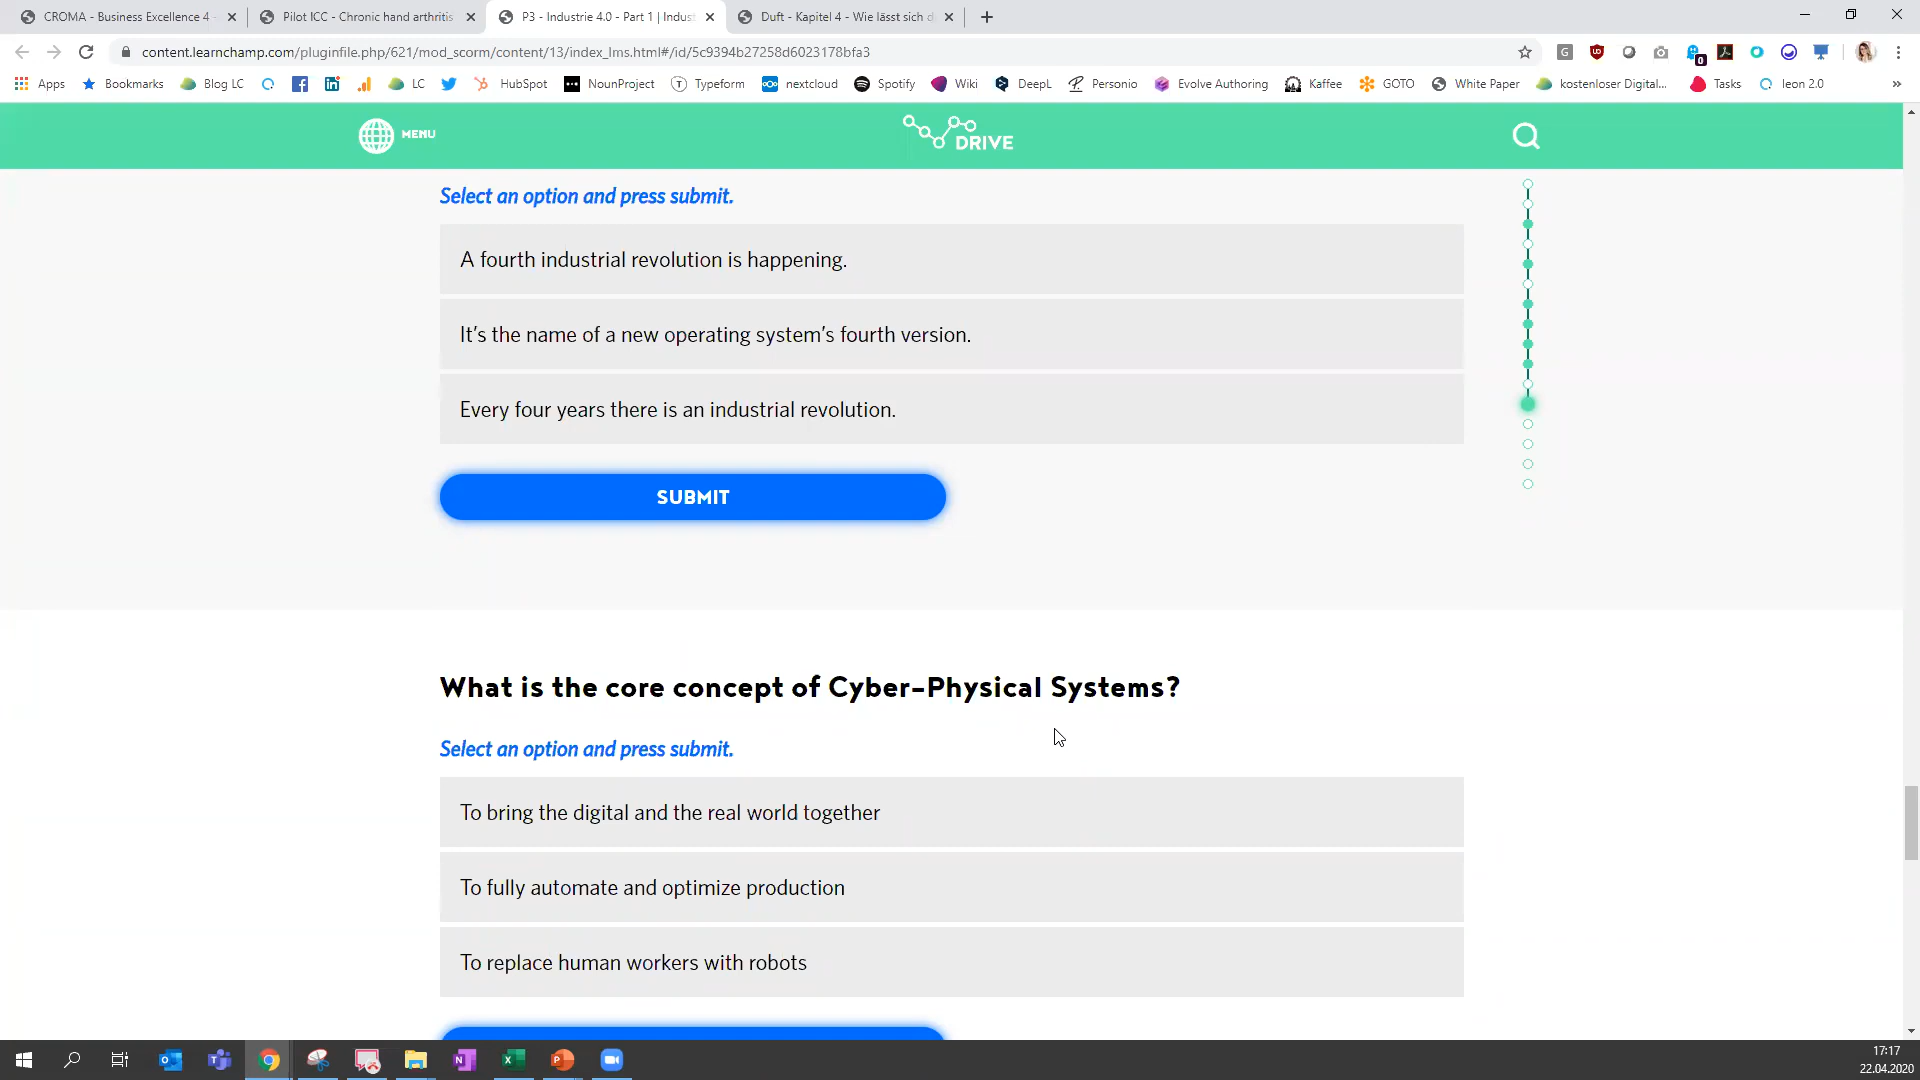 CROMA - Business Excellence 4 -
Pilot ICC - Chronic hand arthritis
P3 - Industrie 4.0 - Part 1 | Indust
Duft - Kapitel 4 - Wie lässt sich d
content.learnchamp.com/pluginfile.php/621/mod_scorm/content/13/index_lms.html#/id/5c9394b27258d6023178bfa3
Apps Bookmarks Blog LC LC HubSpot NounProject Typeform nextcloud Spotify Wiki DeepL Personio Evolve Authoring Kaffee GOTO White Paper kostenloser Digital... Tasks leon 2.0 »
MENU
DRIVE
Select an option and press submit.
A fourth industrial revolution is happening.
It's the name of a new operating system's fourth version.
Every four years there is an industrial revolution.
SUBMIT
What is the core concept of Cyber-Physical Systems?
Select an option and press submit.
To bring the digital and the real world together
To fully automate and optimize production
To replace human workers with robots
17:17
22.04.2020